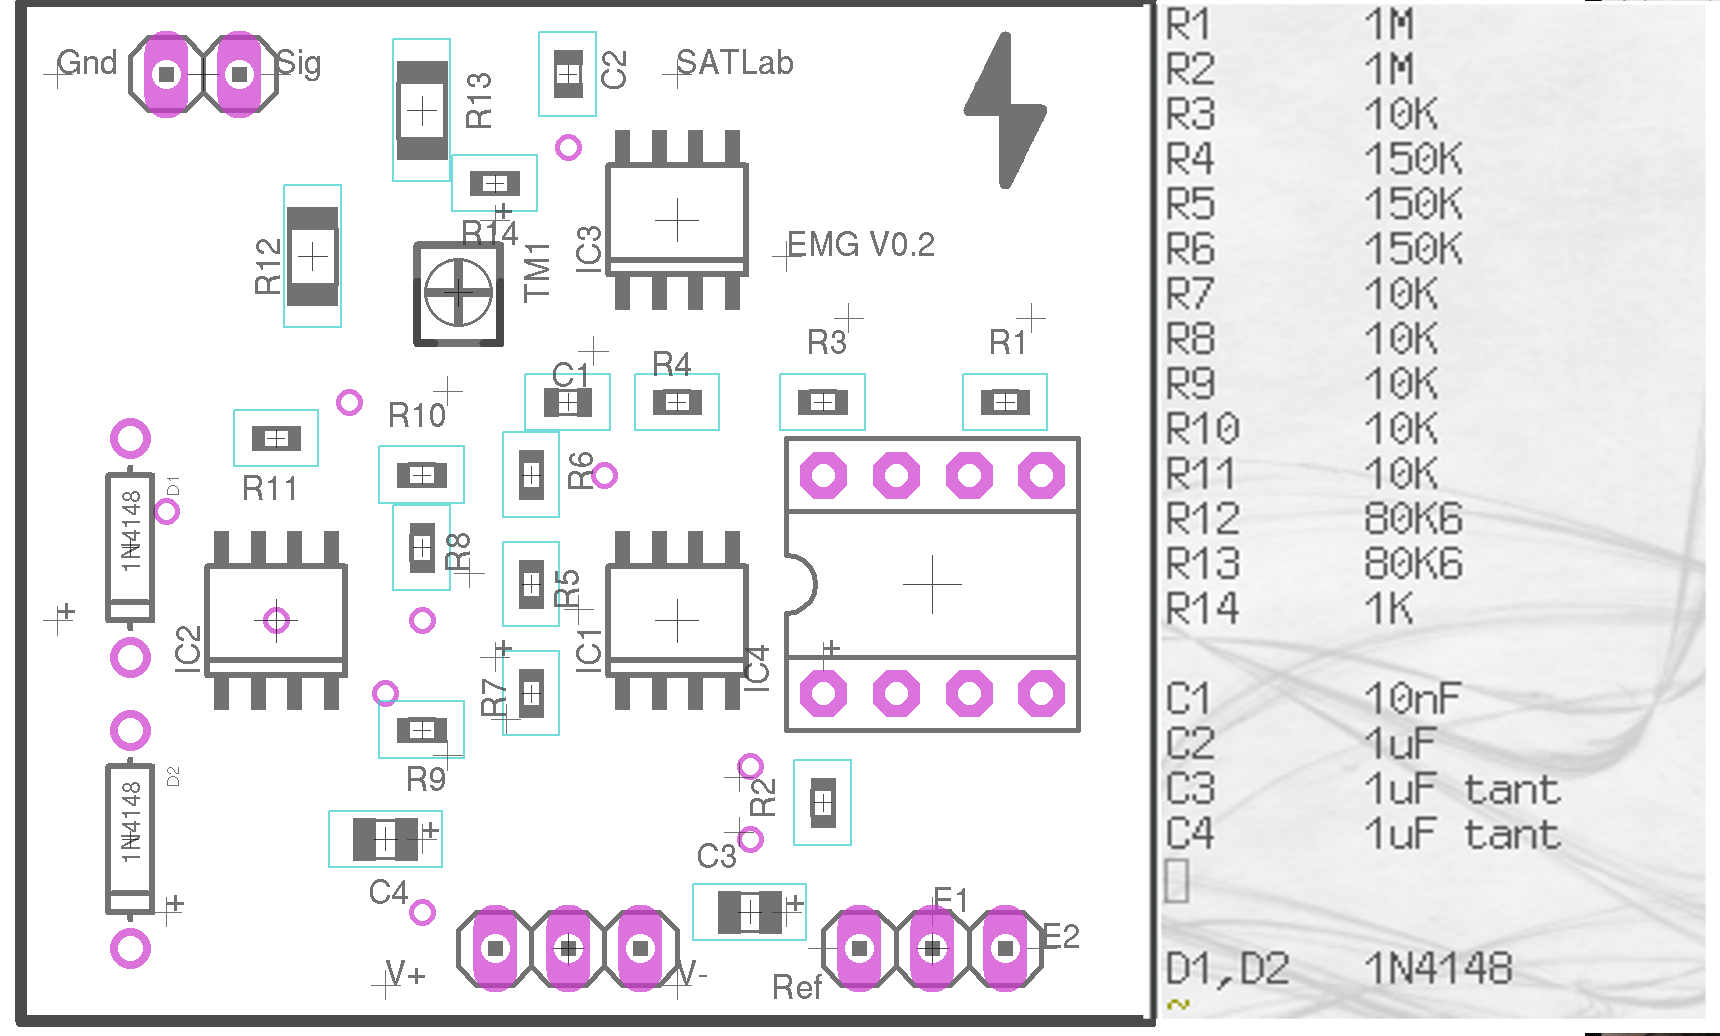 Gnd
Sig
R13
C2
SATLab
R14
IC3
R12
TM1
EMG V0.2
R3
R1
C1
R4
R10
R6
R11
D1
1N4148
R8
R5
IC2
IC1
IC4
R7
R9
D2
1N4148
R2
C3
C4
E1
E2
V+
V-
Ref
R1 1M
R2 1M
R3 10K
R4 150K
R5 150K
R6 150K
R7 10K
R8 10K
R9 10K
R10 10K
R11 10K
R12 80K6
R13 80K6
R14 1K
C1 10nF
C2 1uF
C3 1uF tant
C4 1uF tant
D1,D2 1N4148
~